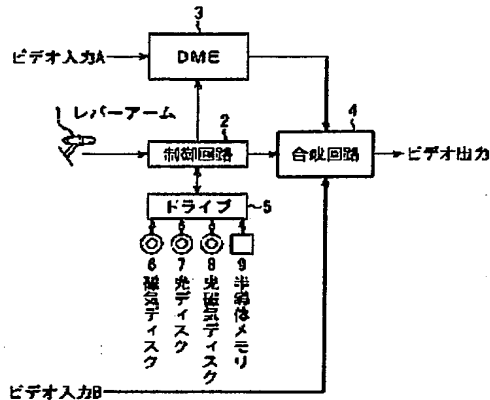 3
DME
ビデオ入力A
4
1
レバーアーム
2
制御回路
合成回路
ビデオ出力
ドライブ
5
6
磁気ディスク
7
光ディスク
8
光磁気ディスク
9
半導体メモリ
ビデオ入力B